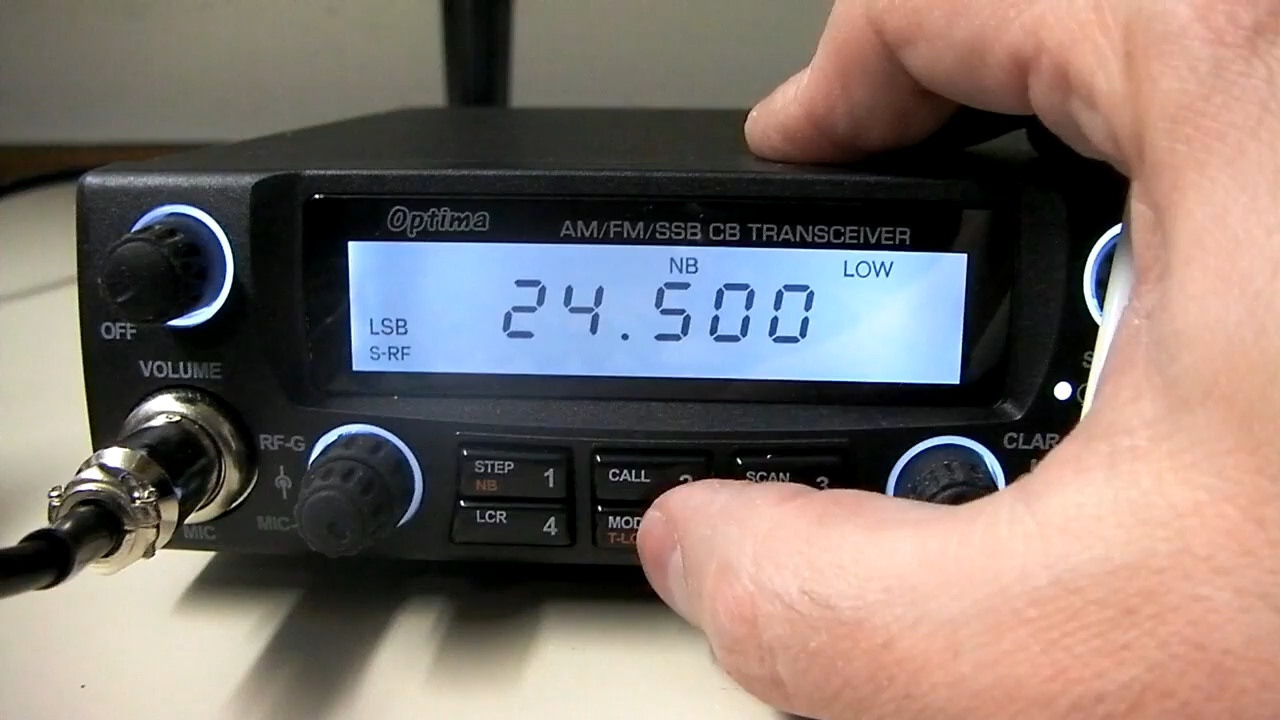 Optima
AM/FM/SSB CB TRANSCEIVER
NB
LOW
24.500
LSB
S-RF
OFF
VOLUME
MIC
RF-G
MIC-
STEP 1
NB
CALL
SCAN 3
LCR 4
CLAR